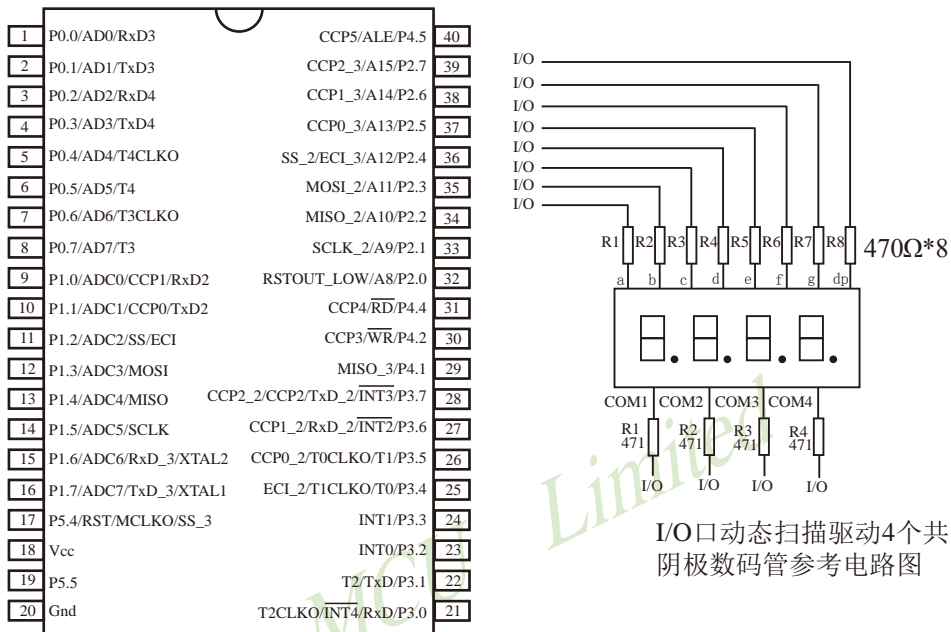 1 P0.0/AD0/RxD3 CCP5/ALE/P4.5 40
2 P0.1/AD1/TxD3 CCP2_3/A15/P2.7 39
3 P0.2/AD2/RxD4 CCP1_3/A14/P2.6 38
4 P0.3/AD3/TxD4 CCP0_3/A13/P2.5 37
5 P0.4/AD4/T4CLKO SS_2/ECI_3/A12/P2.4 36
6 P0.5/AD5/T4 MOSI_2/A11/P2.3 35
7 P0.6/AD6/T3CLKO MISO_2/A10/P2.2 34
8 P0.7/AD7/T3 SCLK_2/A9/P2.1 33
9 P1.0/ADC0/CCP1/RxD2 RSTOUT_LOW/A8/P2.0 32
10 P1.1/ADC1/CCP0/TxD2 CCP4/RD/P4.4 31
11 P1.2/ADC2/SS/ECI CCP3/WR/P4.2 30
12 P1.3/ADC3/MOSI MISO_3/P4.1 29
13 P1.4/ADC4/MISO CCP2_2/CCP2/TxD_2/INT3/P3.7 28
14 P1.5/ADC5/SCLK CCP1_2/RxD_2/INT2/P3.6 27
15 P1.6/ADC6/RxD_3/XTAL2 CCP0_2/T0CLKO/T1/P3.5 26
16 P1.7/ADC7/TxD_3/XTAL1 ECI_2/T1CLKO/T0/P3.4 25
17 P5.4/RST/MCLKO/SS_3 INT1/P3.3 24
18 Vcc INT0/P3.2 23
19 P5.5 T2/TxD/P3.1 22
20 Gnd T2CLKO/INT4/RxD/P3.0 21
I/O
I/O
I/O
I/O
I/O
I/O
I/O
I/O
R1 R2 R3 R4 R5 R6 R7 R8 470Ω*8
a b c d e f g dp
COM1 COM2 COM3 COM4
R1 R2 R3 R4
471 471 471 471
I/O I/O I/O I/O
I/O口动态扫描驱动4个共
阴极数码管参考电路图
MCU Limited